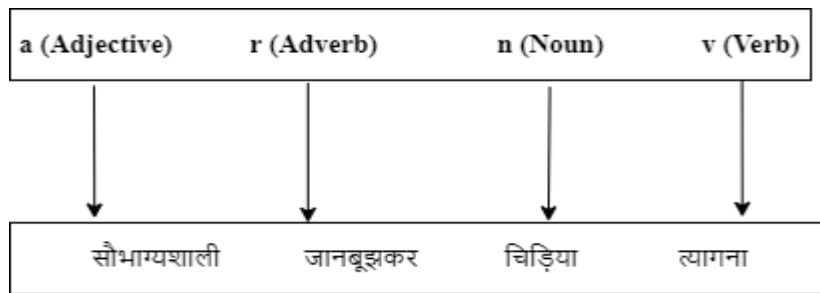 a (Adjective) r (Adverb) n (Noun) v (Verb)
सौभाग्यशाली जानबूझकर चिड़िया त्यागना